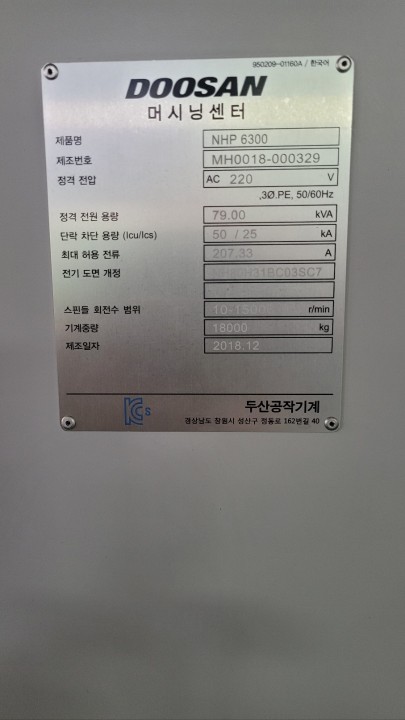 950209-01160A / 한국어
DOOSAN
머시닝센터
제품명 NHP 6300
제조번호 MH0018-000329
정격 전압 AC 220 V
,3Ø.PE, 50/60Hz
정격 전원 용량 79.00 kVA
단락 차단 용량 (Icu/Ics) 50 / 25 kA
최대 허용 전류 207.33 A
전기 도면 개정
스핀들 회전수 범위 r/min
기계중량 18000 kg
제조일자 2018.12
KCs
두산공작기계
경상남도 창원시 성산구 정동로 162번길 40